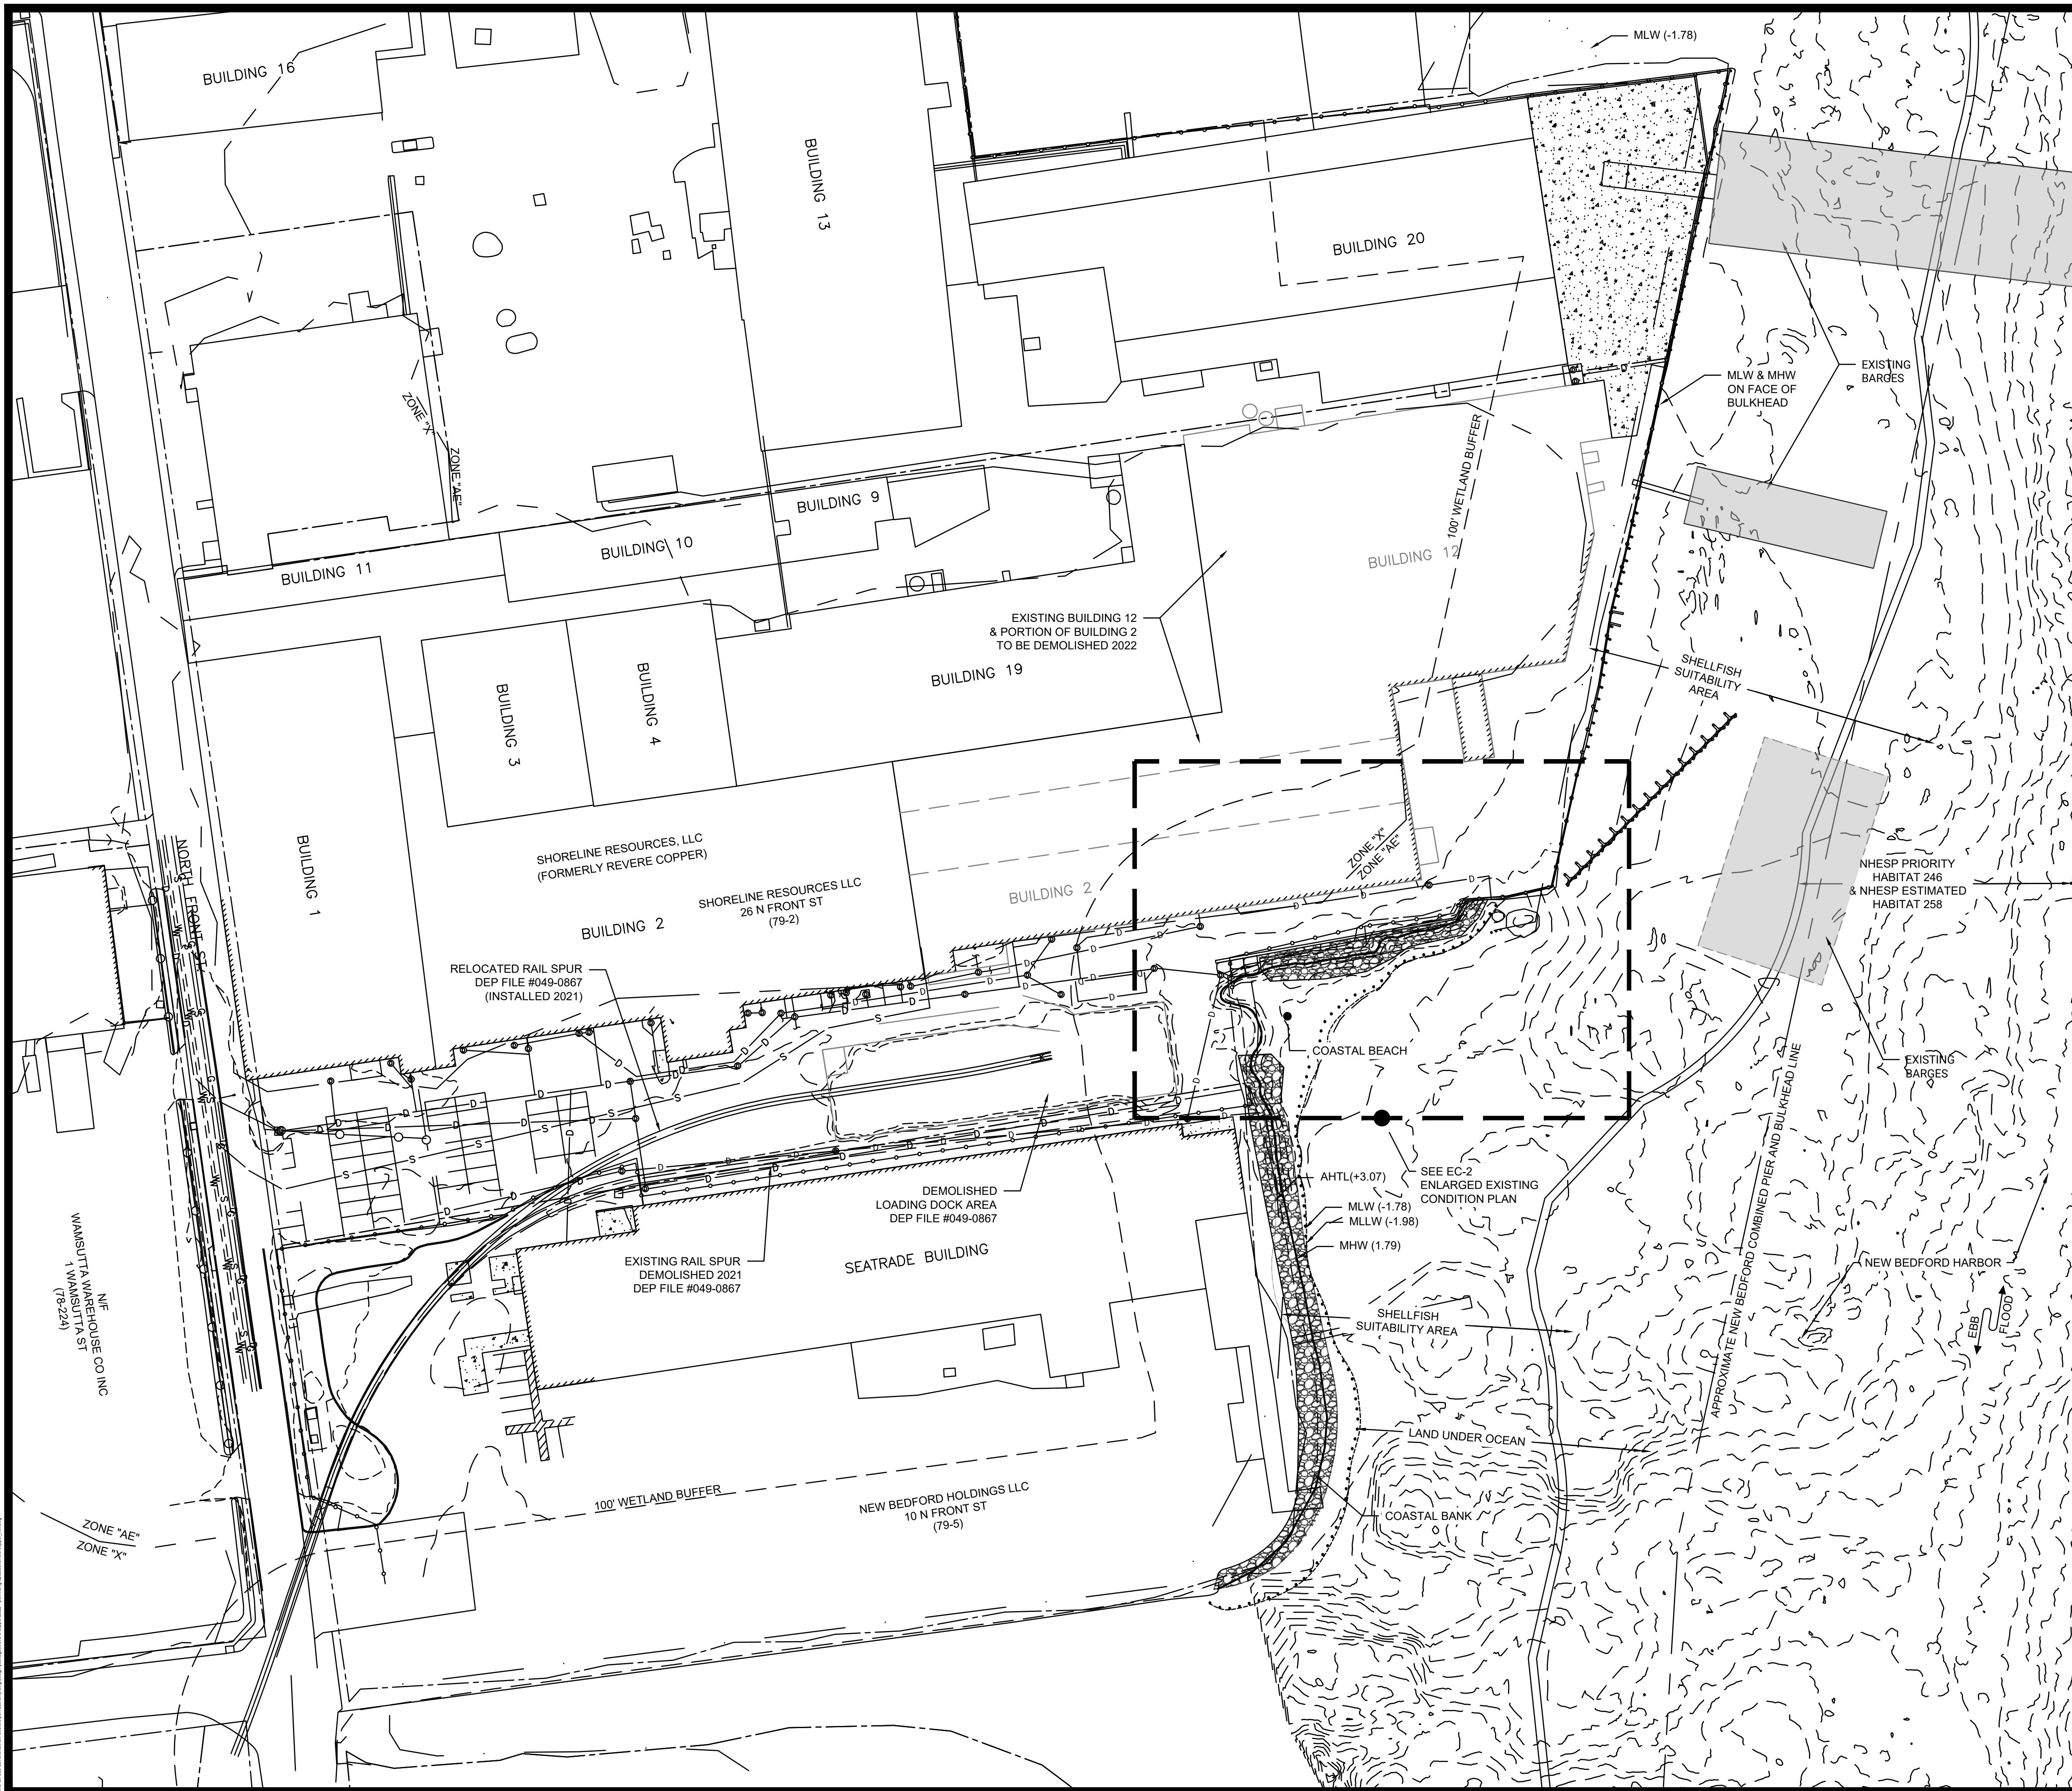 MLW (-1.78)
BUILDING 16
BUILDING 13
BUILDING 20
EXISTING
BARGES
MLW & MHW
ON FACE OF
BULKHEAD
ZONE "X"
ZONE "AE"
100' WETLAND BUFFER
BUILDING 9
BUILDING 10
BUILDING 11
BUILDING 12
EXISTING BUILDING 12
& PORTION OF BUILDING 2
TO BE DEMOLISHED 2022
BUILDING 19
BUILDING 3
BUILDING 4
SHELLFISH
SUITABILITY
AREA
NORTH FRONT ST.
BUILDING 1
SHORELINE RESOURCES, LLC
(FORMERLY REVERE COPPER)
SHORELINE RESOURCES LLC
26 N FRONT ST
(79-2)
BUILDING 2
BUILDING 2
ZONE "X"
ZONE "AE"
NHESP PRIORITY
HABITAT 246
& NHESP ESTIMATED
HABITAT 258
RELOCATED RAIL SPUR
DEP FILE #049-0867
(INSTALLED 2021)
COASTAL BEACH
EXISTING
BARGES
APPROXIMATE NEW BEDFORD COMBINED PIER AND BULKHEAD LINE
SEE EC-2
ENLARGED EXISTING
CONDITION PLAN
AHTL(+3.07)
MLW (-1.78)
MLLW (-1.98)
MHW (1.79)
DEMOLISHED
LOADING DOCK AREA
DEP FILE #049-0867
EXISTING RAIL SPUR
DEMOLISHED 2021
DEP FILE #049-0867
SEATRADE BUILDING
NEW BEDFORD HARBOR
EBB
FLOOD
SHELLFISH
SUITABILITY AREA
N/F
WAMSUTTA WAREHOUSE CO INC
1 WAMSUTTA ST
(78-224)
LAND UNDER OCEAN
100' WETLAND BUFFER
NEW BEDFORD HOLDINGS LLC
10 N FRONT ST
(79-5)
COASTAL BANK
ZONE "AE"
ZONE "X"